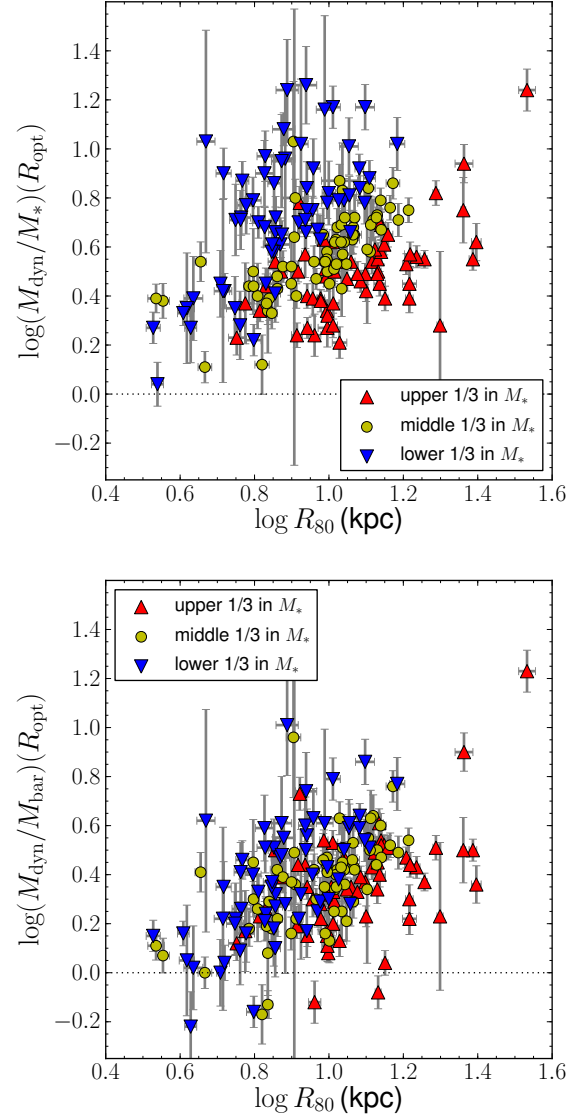 1.4
1.2
1.0
0.8
0.6
0.4
0.2
0.0
−0.2
log(M_dyn/M_*)(R_opt)
upper 1/3 in M_*
middle 1/3 in M_*
lower 1/3 in M_*
0.4 0.6 0.8 1.0 1.2 1.4 1.6
log R_80 (kpc)
upper 1/3 in M_*
middle 1/3 in M_*
lower 1/3 in M_*
1.4
1.2
1.0
0.8
0.6
0.4
0.2
0.0
−0.2
log(M_dyn/M_bar)(R_opt)
0.4 0.6 0.8 1.0 1.2 1.4 1.6
log R_80 (kpc)